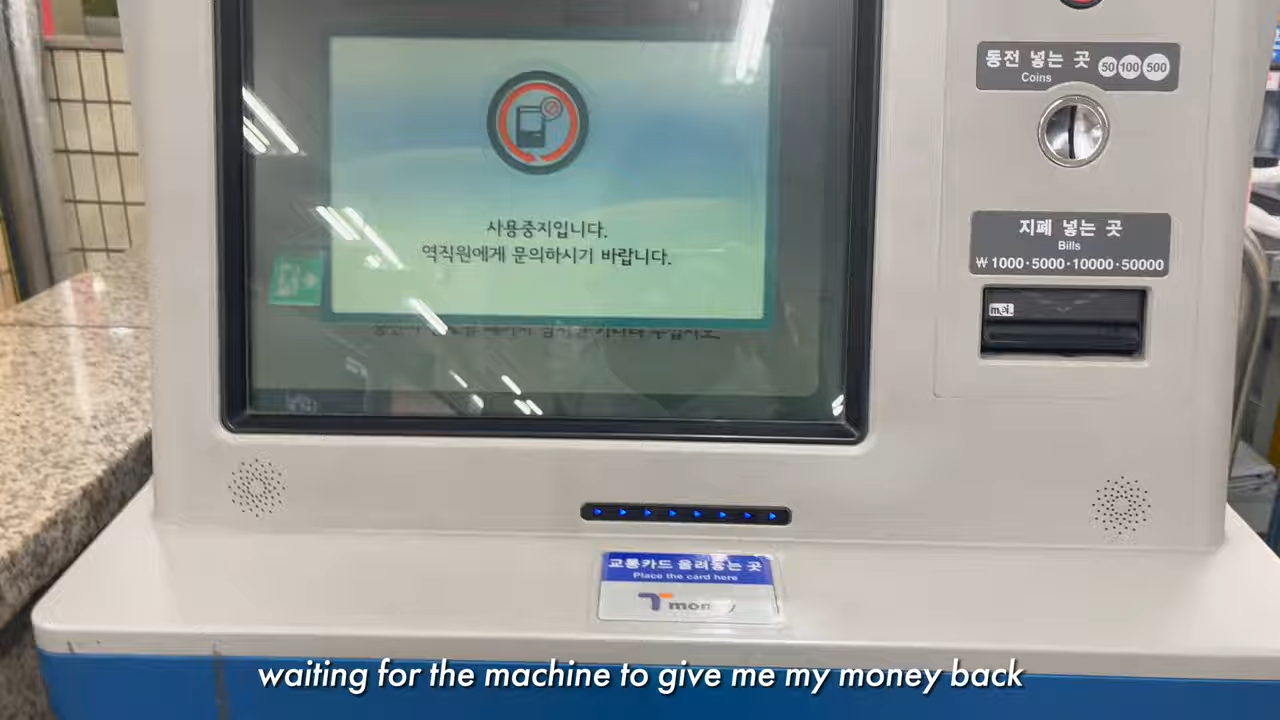 동전 넣는 곳 50 100 500
Coins
지폐 넣는 곳
Bills
₩ 1000·5000·10000·50000
mei
사용중지입니다.
역직원에게 문의하시기 바랍니다.
교통카드 올려놓는 곳
Place the card here
T money
waiting for the machine to give me my money back